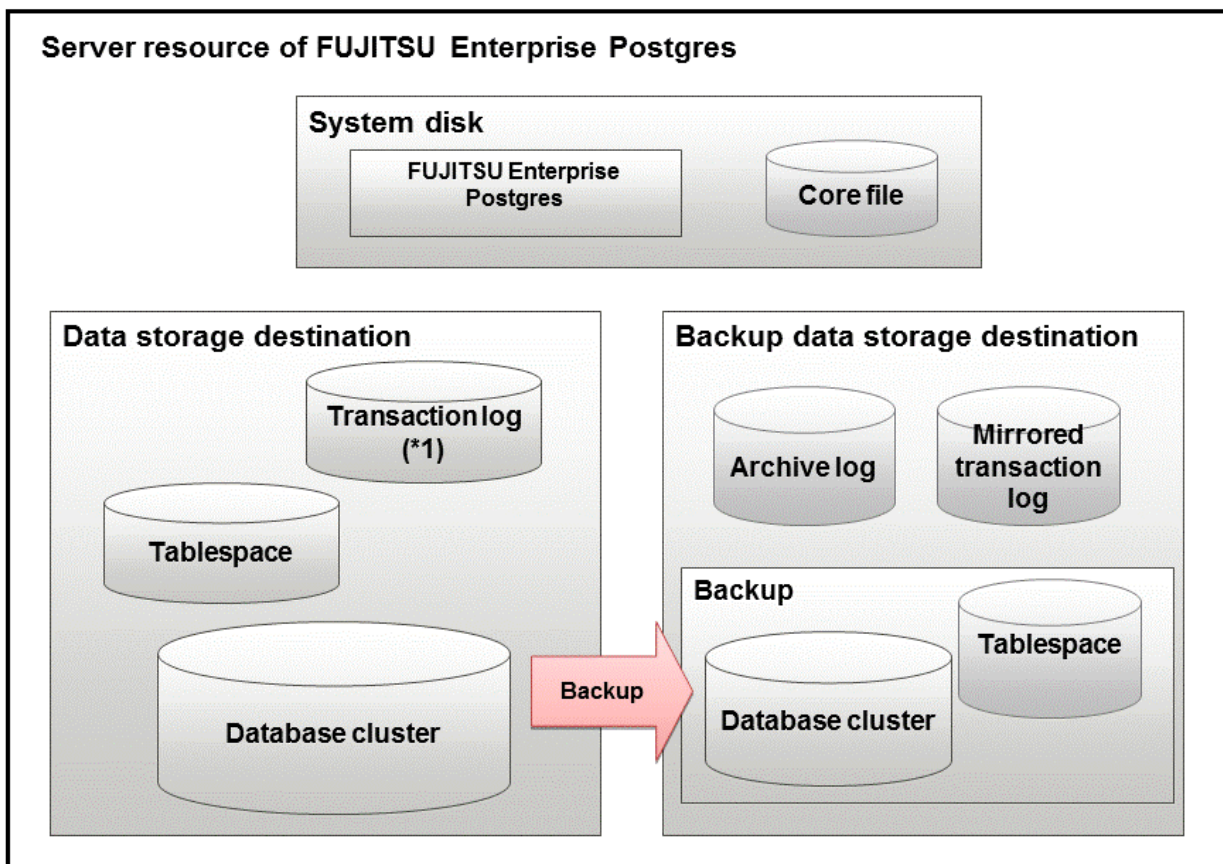 Server resource of FUJITSU Enterprise Postgres
System disk
FUJITSU Enterprise
Postgres
Core file
Data storage destination
Transaction log
(*1)
Tablespace
Database cluster
Backup
Backup data storage destination
Archive log
Mirrored
transaction
log
Backup
Tablespace
Database cluster